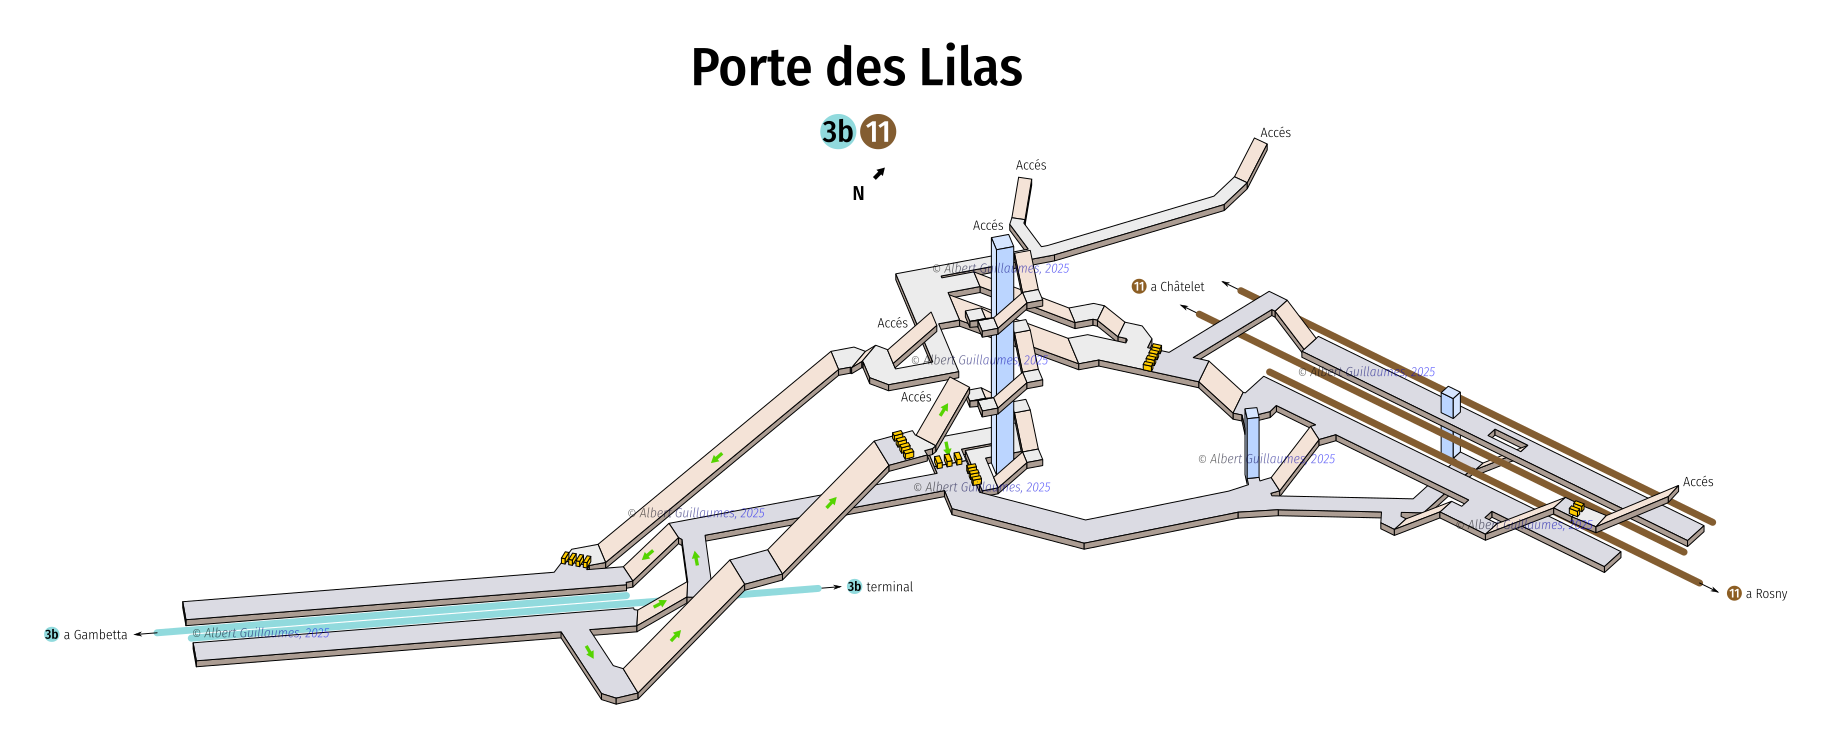 Porte des Lilas
3b 11
N
Accés
Accés
Accés
© Albert Guillaumes, 2025
11 a Châtelet
Accés
© Albert Guillaumes, 2025
© Albert Guillaumes, 2025
Accés
© Albert Guillaumes, 2025
Accés
© Albert Guillaumes, 2025
© Albert Guillaumes, 2025
© Albert Guillaumes, 2025
3b terminal
11 a Rosny
3b a Gambetta
© Albert Guillaumes, 2025